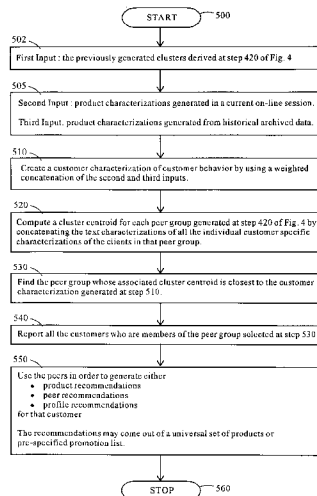 START 500
502
First Input : the previously generated clusters derived at step 420 of Fig. 4
505
Second Input : product characterizations generated in a current on-line session.
Third Input. product characterizations generated from historical archived data.
510
Create a customer characterization of customer behavior by using a weighted
concatenation of the second and third inputs.
520
Compute a cluster centroid for each peer group generated at step 420 of Fig. 4 by
concatenating the text characterizations of all the individual customer specific
characterizations of the clients in that peer group.
530
Find the peer group whose associated cluster centroid is closest to the customer
characterization generated at step 510.
540
Report all the customers who are members of the peer group selected at step 530
550
Use the peers in order to generate either
• product recommendations
• peer recommendations
• profile recommendations
for that customer
The recommendations may come out of a universal set of products or
pre-specified promotion list.
STOP 560